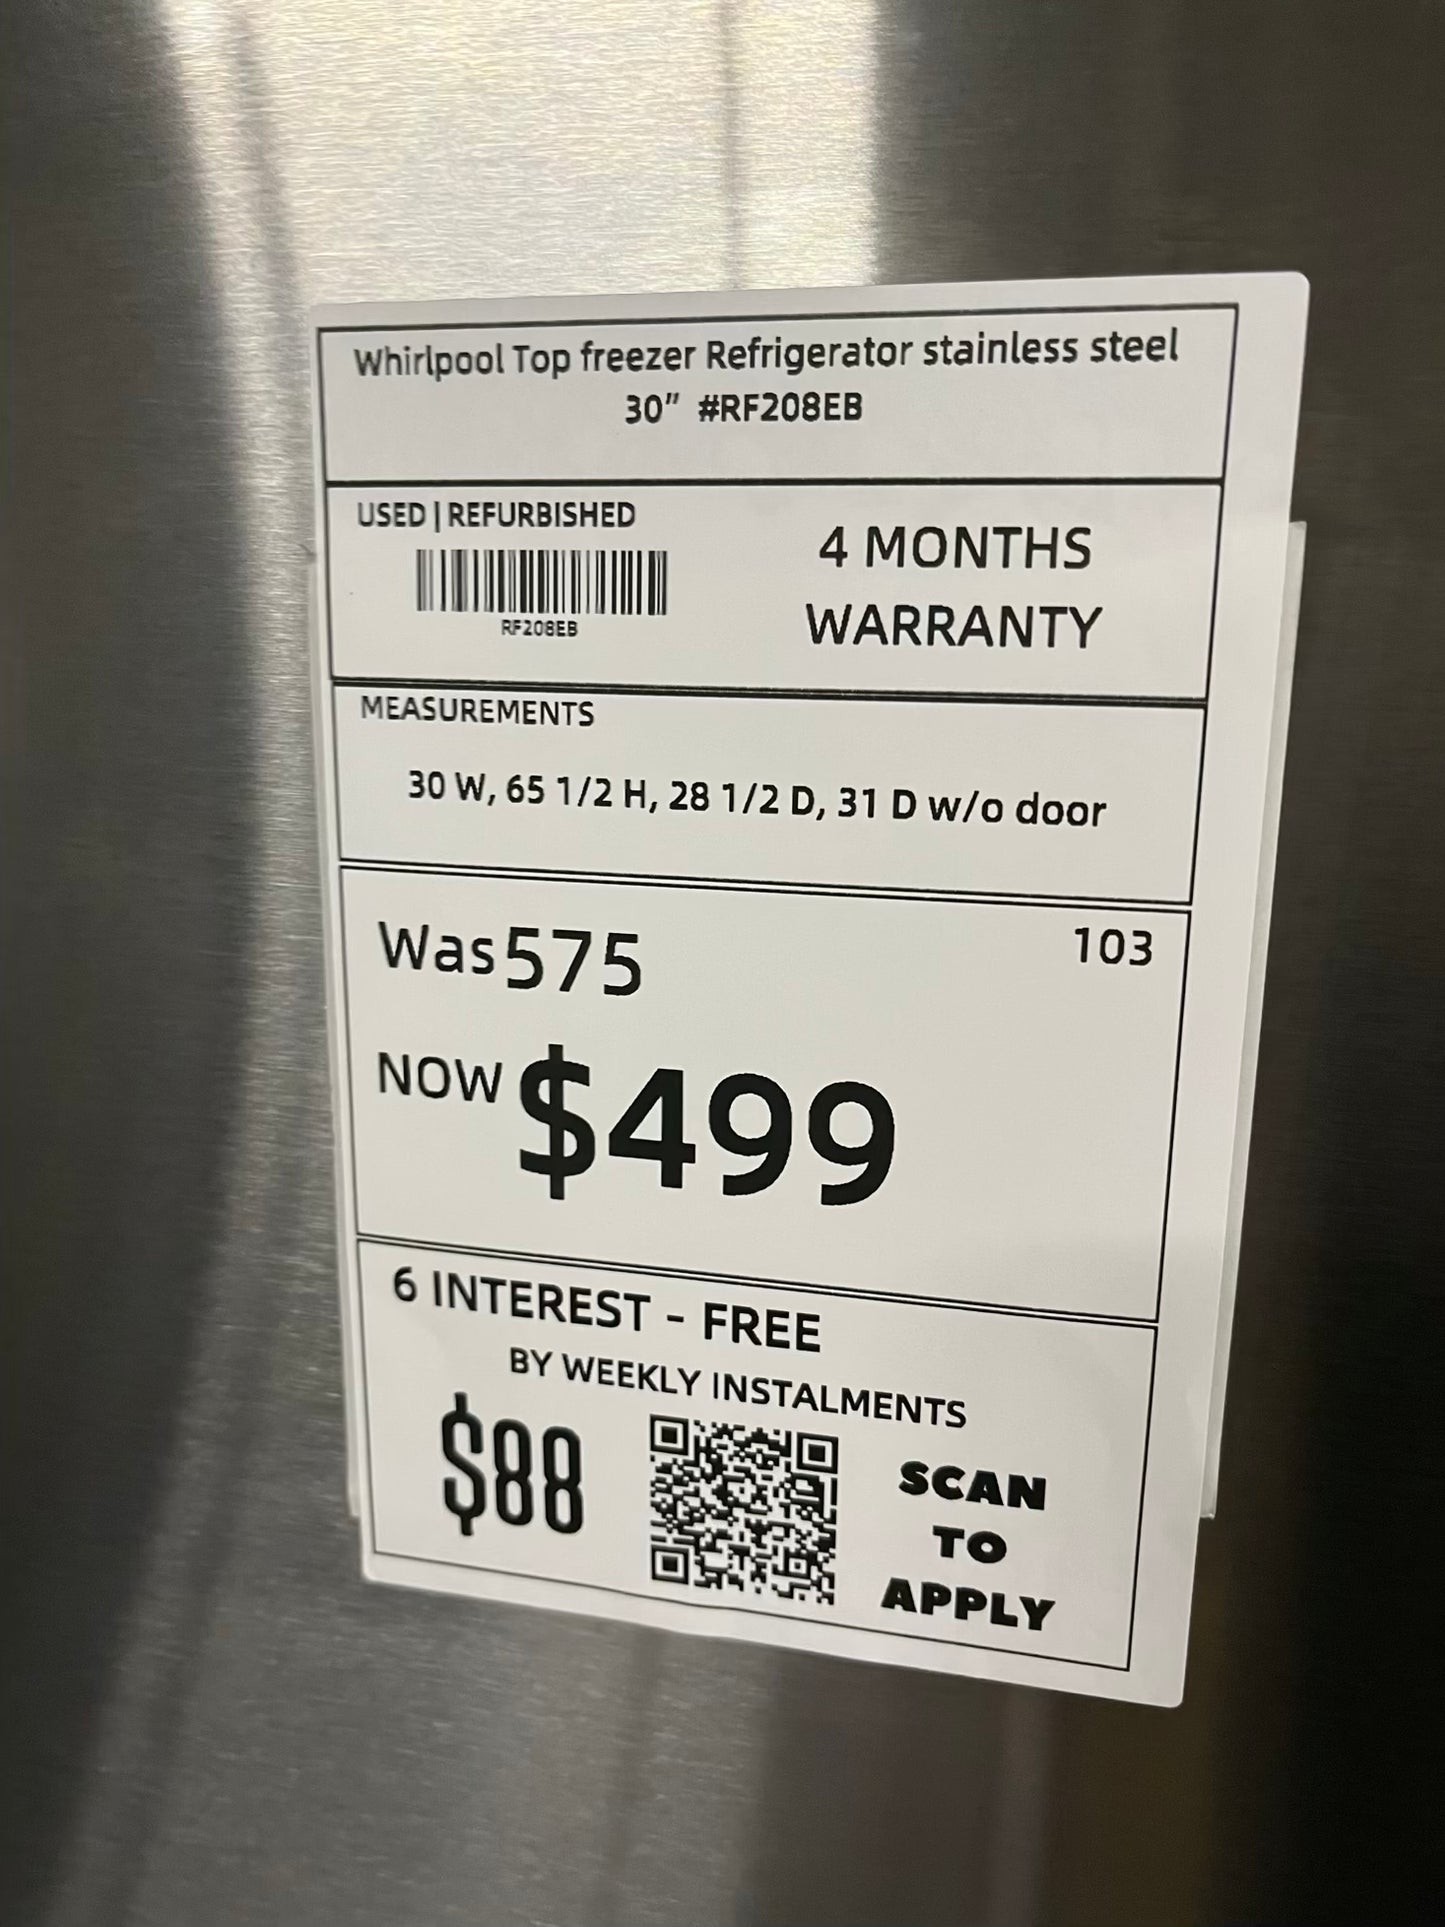 Whirlpool Top freezer Refrigerator stainless steel
30" #RF208EB
USED | REFURBISHED
RF208EB
4 MONTHS
WARRANTY
MEASUREMENTS
30 W, 65 1/2 H, 28 1/2 D, 31 D w/o door
Was 575
103
NOW $499
6 INTEREST - FREE
BY WEEKLY INSTALMENTS
$88
SCAN
TO
APPLY